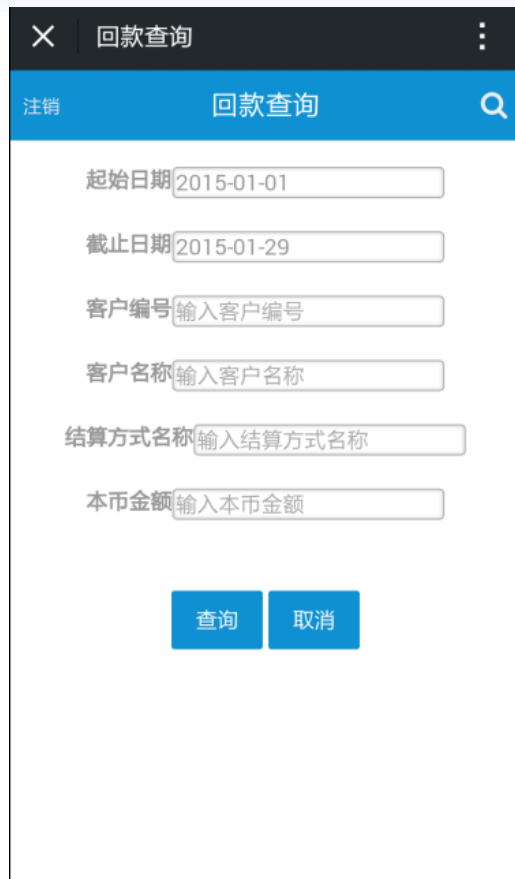 回款查询
注销 回款查询
起始日期 2015-01-01
截止日期 2015-01-29
客户编号 输入客户编号
客户名称 输入客户名称
结算方式名称 输入结算方式名称
本币金额 输入本币金额
查询 取消